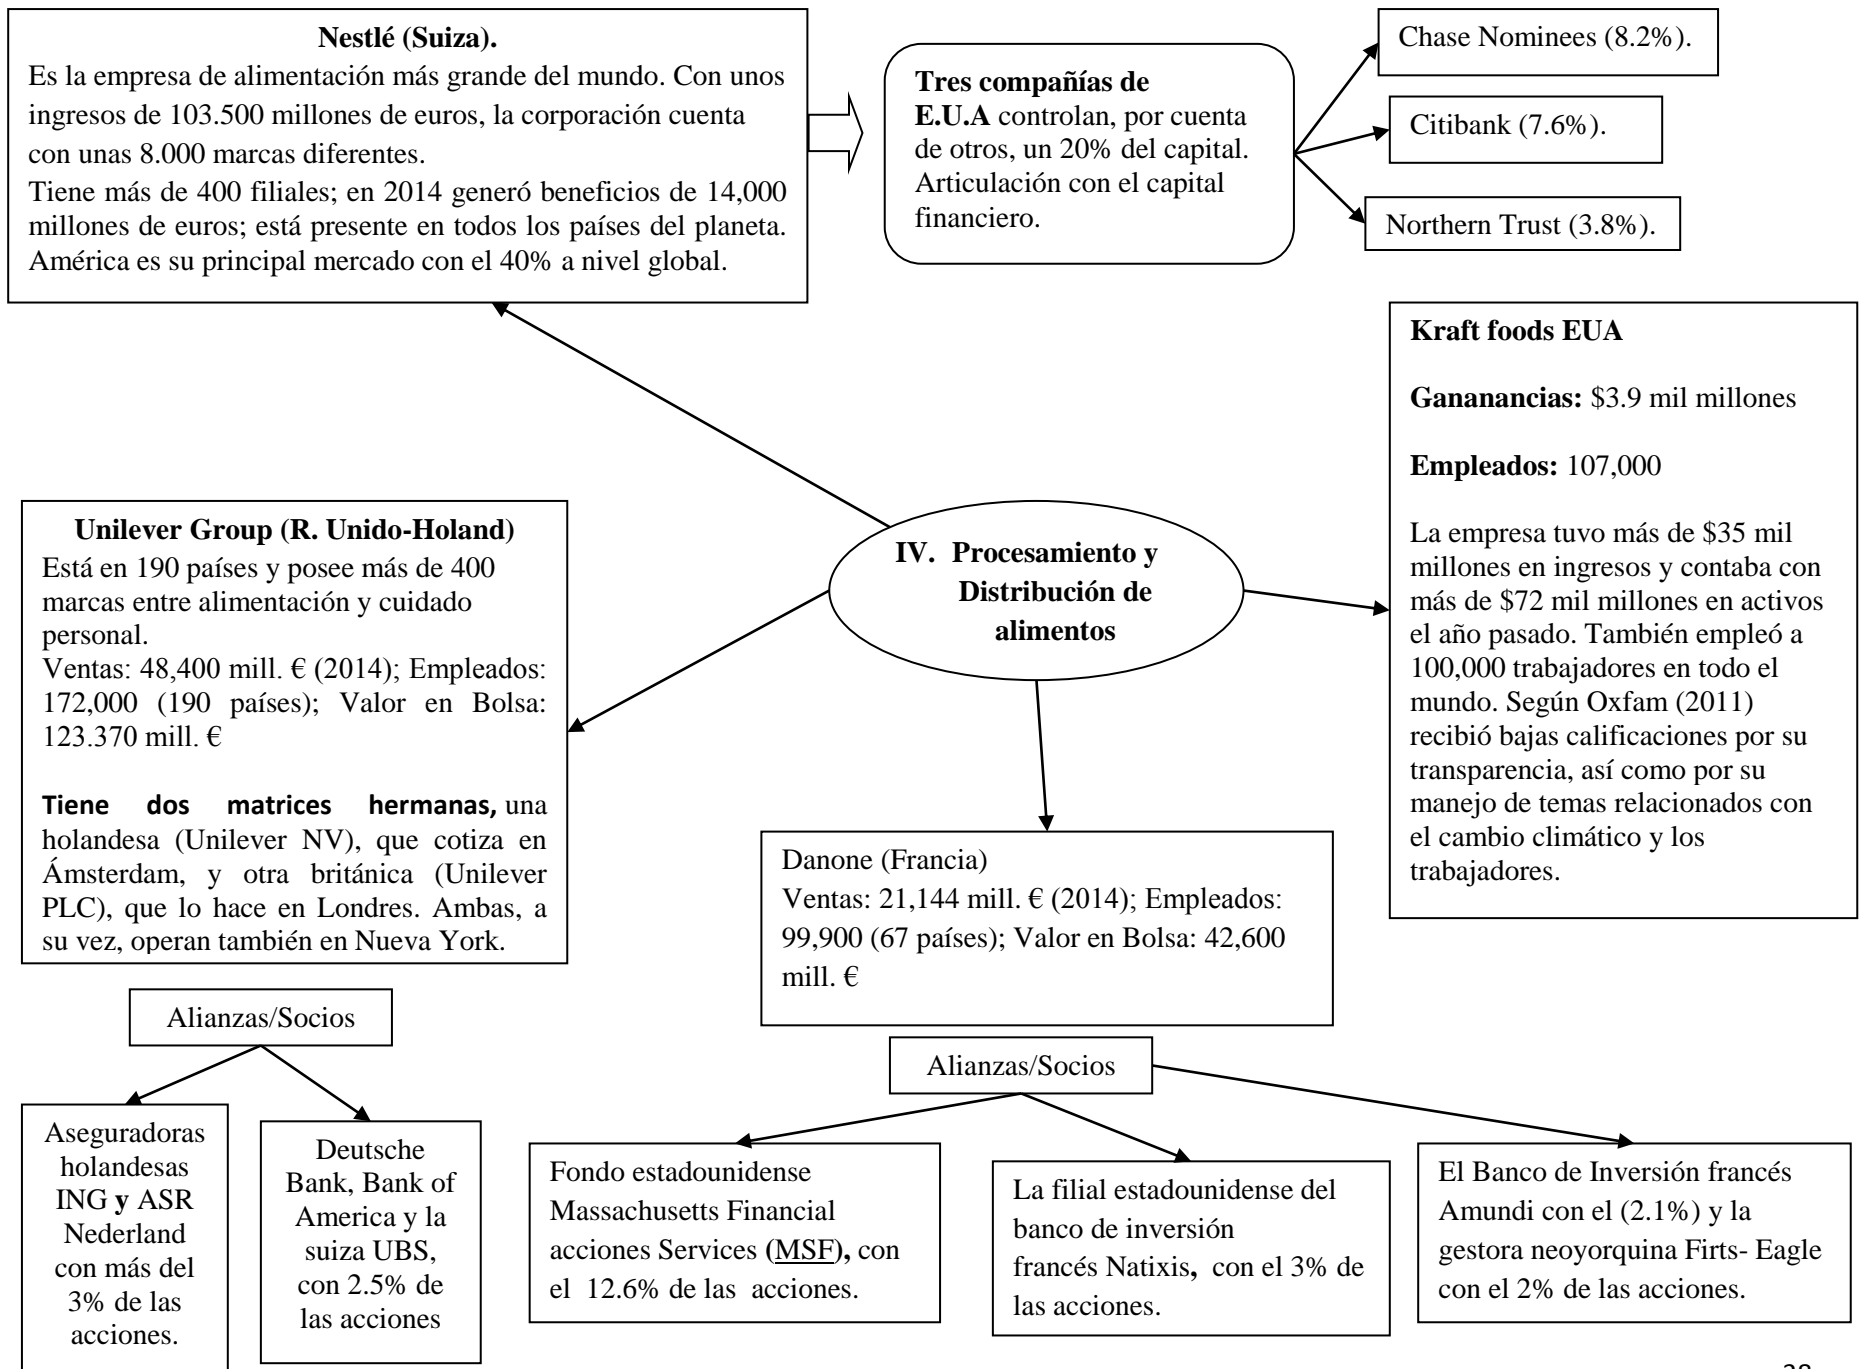 Nestlé (Suiza).
Es la empresa de alimentación más grande del mundo. Con unos
ingresos de 103.500 millones de euros, la corporación cuenta
con unas 8.000 marcas diferentes.
Tiene más de 400 filiales; en 2014 generó beneficios de 14,000
millones de euros; está presente en todos los países del planeta.
América es su principal mercado con el 40% a nivel global.
Tres compañías de
E.U.A controlan, por cuenta
de otros, un 20% del capital.
Articulación con el capital
financiero.
Chase Nominees (8.2%).
Citibank (7.6%).
Northern Trust (3.8%).
Kraft foods EUA
Gananancias: $3.9 mil millones
Empleados: 107,000
La empresa tuvo más de $35 mil
millones en ingresos y contaba con
más de $72 mil millones en activos
el año pasado. También empleó a
100,000 trabajadores en todo el
mundo. Según Oxfam (2011)
recibió bajas calificaciones por su
transparencia, así como por su
manejo de temas relacionados con
el cambio climático y los
trabajadores.
IV. Procesamiento y
Distribución de
alimentos
Unilever Group (R. Unido-Holand)
Está en 190 países y posee más de 400
marcas entre alimentación y cuidado
personal.
Ventas: 48,400 mill. € (2014); Empleados:
172,000 (190 países); Valor en Bolsa:
123.370 mill. €
Tiene dos matrices hermanas, una
holandesa (Unilever NV), que cotiza en
Ámsterdam, y otra británica (Unilever
PLC), que lo hace en Londres. Ambas, a
su vez, operan también en Nueva York.
Danone (Francia)
Ventas: 21,144 mill. € (2014); Empleados:
99,900 (67 países); Valor en Bolsa: 42,600
mill. €
Alianzas/Socios
Aseguradoras
holandesas
ING y ASR
Nederland
con más del
3% de las
acciones.
Deutsche
Bank, Bank of
America y la
suiza UBS,
con 2.5% de
las acciones
Alianzas/Socios
Fondo estadounidense
Massachusetts Financial
acciones Services (MSF), con
el 12.6% de las acciones.
La filial estadounidense del
banco de inversión
francés Natixis, con el 3% de
las acciones.
El Banco de Inversión francés
Amundi con el (2.1%) y la
gestora neoyorquina Firts- Eagle
con el 2% de las acciones.